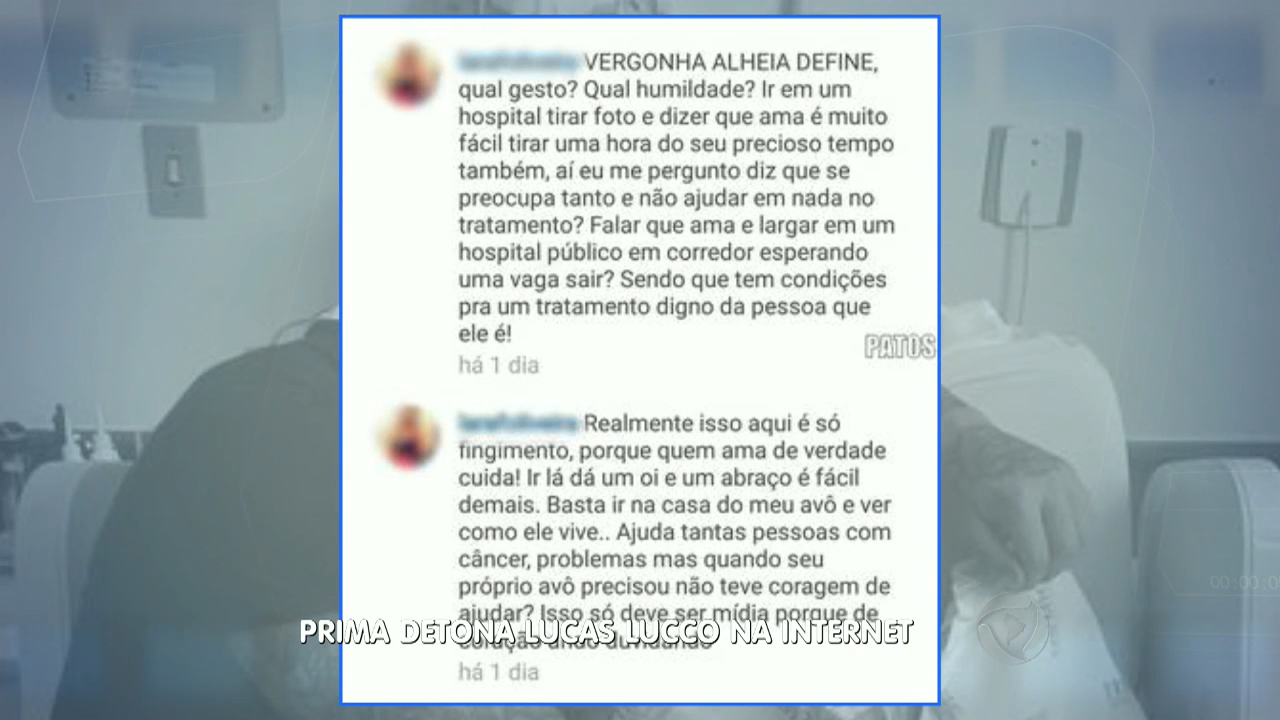 VERGONHA ALHEIA DEFINE,
qual gesto? Qual humildade? Ir em um
hospital tirar foto e dizer que ama é muito
fácil tirar uma hora do seu precioso tempo
também, aí eu me pergunto diz que se
preocupa tanto e não ajudar em nada no
tratamento? Falar que ama e largar em um
hospital público em corredor esperando
uma vaga sair? Sendo que tem condições
pra um tratamento digno da pessoa que
ele é!
PATOS
há 1 dia
Realmente isso aqui é só
fingimento, porque quem ama de verdade
cuida! Ir lá dá um oi e um abraço é fácil
demais. Basta ir na casa do meu avô e ver
como ele vive.. Ajuda tantas pessoas com
câncer, problemas mas quando seu
próprio avô precisou não teve coragem de
ajudar? Isso só deve ser mídia porque de
PRIMA DETONA LUCAS LUCCO NA INTERNET
coração
há 1 dia